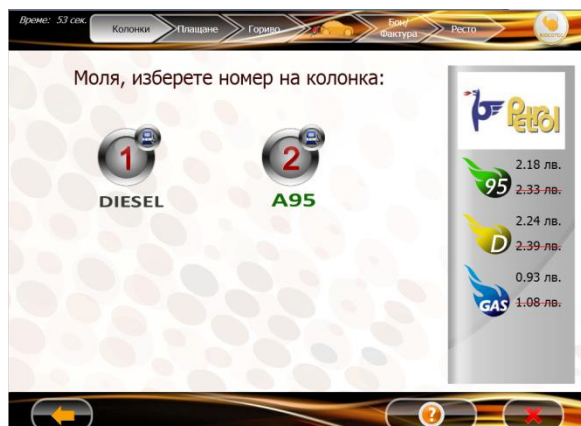 Време: 53 сек.
Колонки
Плащане
Гориво
Бон/
Фактура
Ресто
Моля, изберете номер на колонка:
1
DIESEL
2
A95
Petrol
95
2.18 лв.
2.33 лв.
D
2.24 лв.
2.39 лв.
GAS
0.93 лв.
1.08 лв.
?